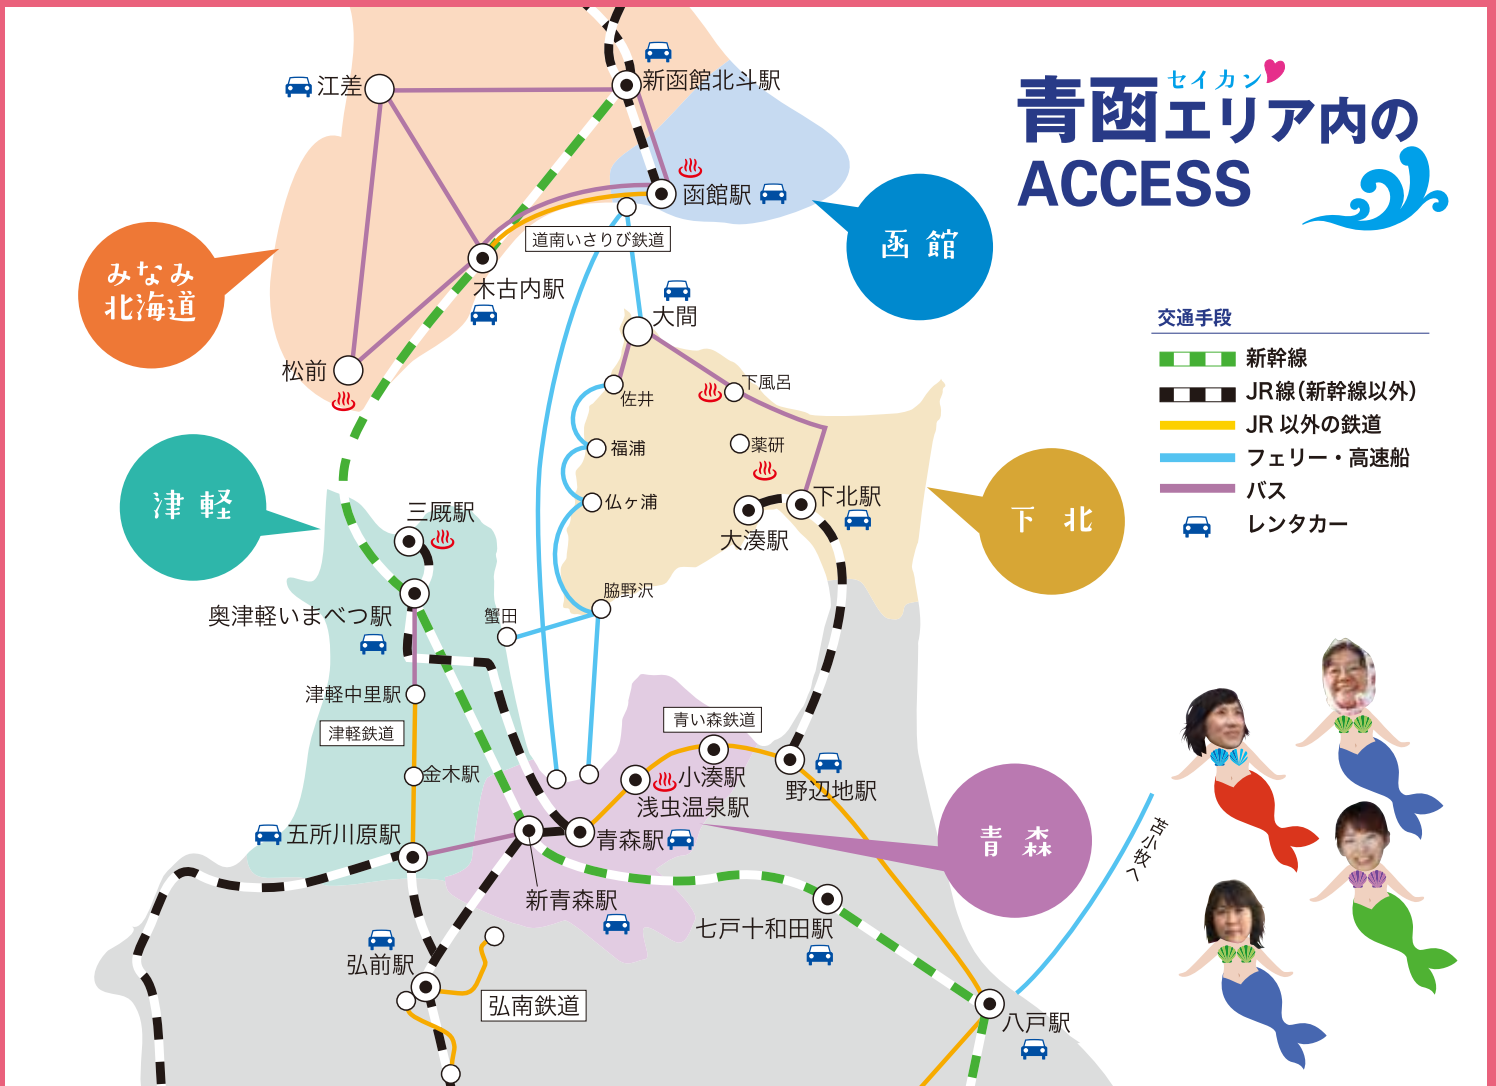 セイカン
青函エリア内の
ACCESS
交通手段
新幹線
JR線(新幹線以外)
JR 以外の鉄道
フェリー・高速船
バス
レンタカー
江差
新函館北斗駅
函館駅
函 館
道南いさりび鉄道
みなみ
北海道
木古内駅
大間
松前
佐井
下風呂
福浦
薬研
津 軽
三厩駅
仏ヶ浦
下北駅
大湊駅
下 北
奥津軽いまべつ駅
蟹田
脇野沢
津軽中里駅
津軽鉄道
青い森鉄道
金木駅
小湊駅
浅虫温泉駅
野辺地駅
五所川原駅
青森駅
青 森
苫小牧へ
新青森駅
七戸十和田駅
弘前駅
弘南鉄道
八戸駅